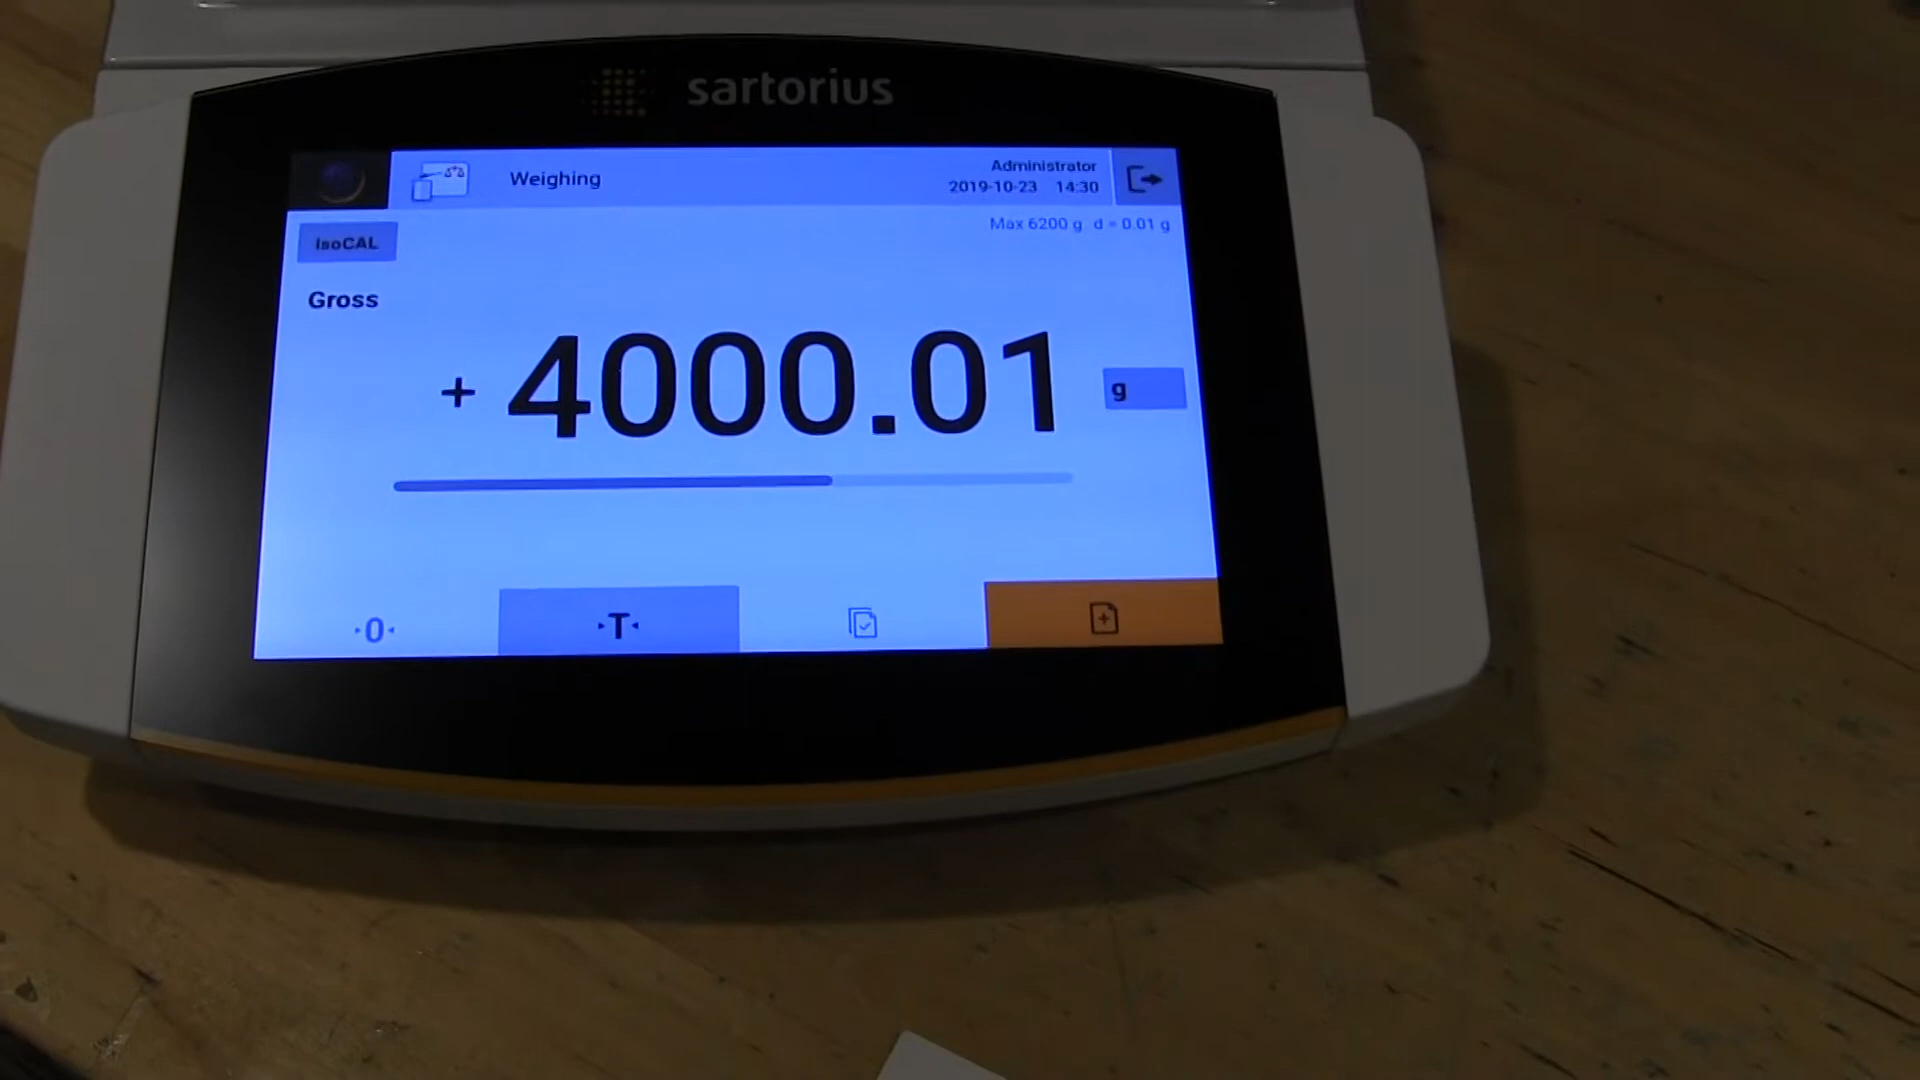 sartorius
Weighing
Administrator
2019-10-23 14:30
Max 6200 g d = 0.01 g
isoCAL
Gross
+ 4000.01 g
0
T